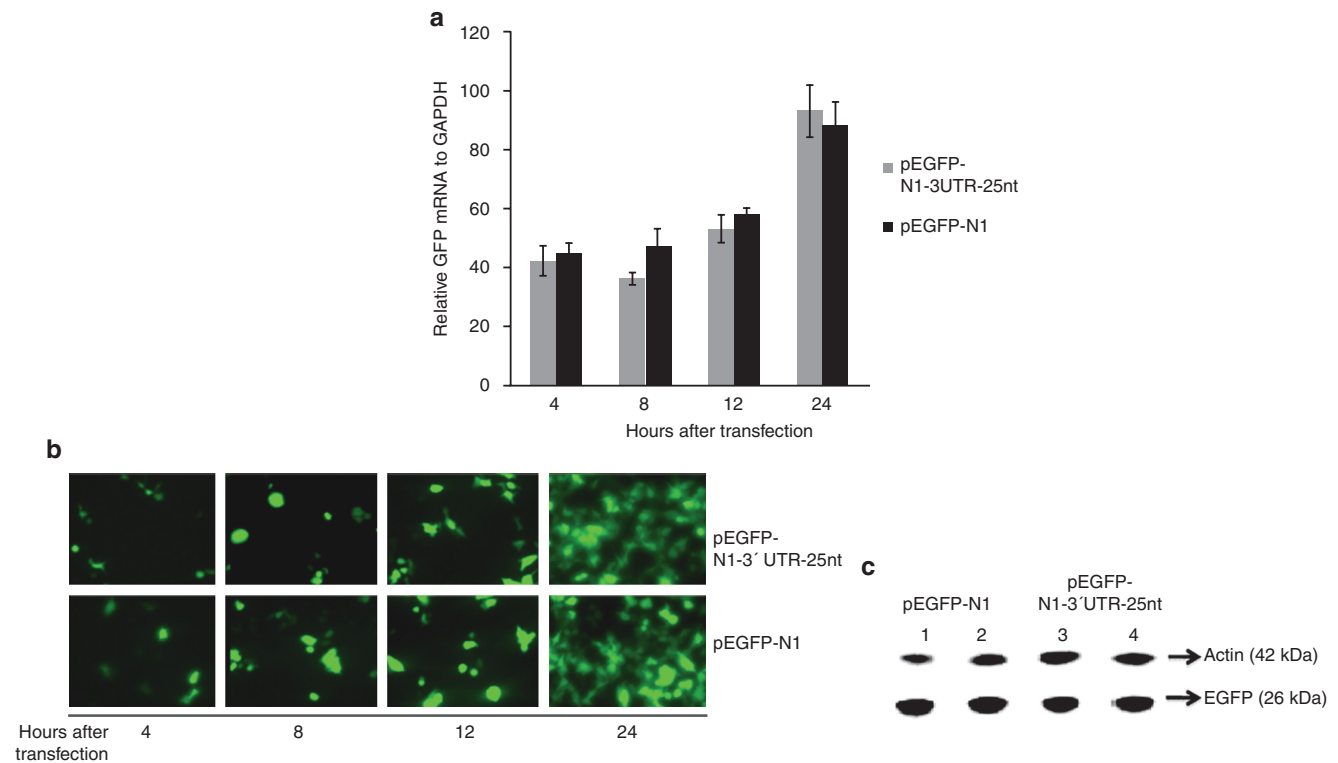 a
120
100
80
60
40
20
0
Relative GFP mRNA to GAPDH
4 8 12 24
Hours after transfection
pEGFP-
N1-3UTR-25nt
pEGFP-N1
b
pEGFP-
N1-3´ UTR-25nt
pEGFP-N1
Hours after
transfection
4 8 12 24
c
pEGFP-N1
pEGFP-
N1-3´UTR-25nt
1 2 3 4
Actin (42 kDa)
EGFP (26 kDa)